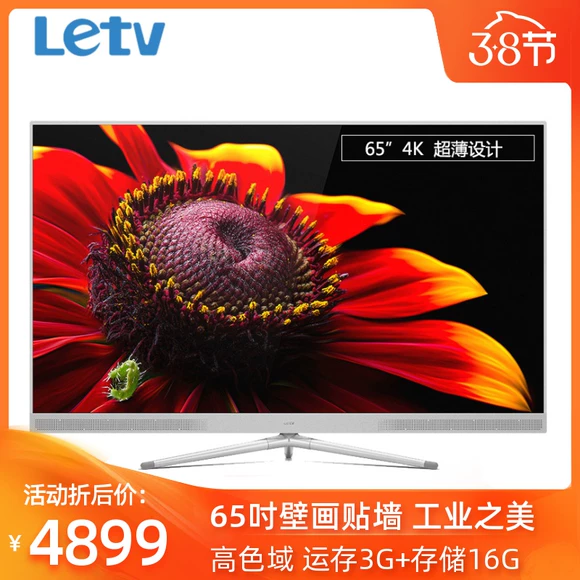 Letv
3·8节
65" 4K 超薄设计
活动折后价:
¥4899
65吋壁画贴墙 工业之美
高色域 运存3G+存储16G